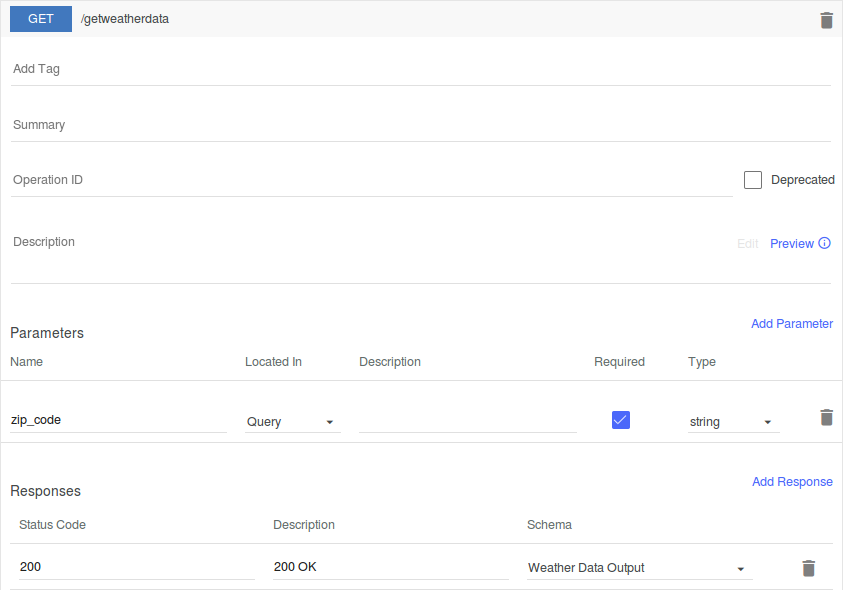 GET /getweatherdata
Add Tag
Summary
Operation ID Deprecated
Description Edit Preview
Add Parameter
Parameters
Name Located In Description Required Type
zip_code Query string
Add Response
Responses
Status Code Description Schema
200 200 OK Weather Data Output